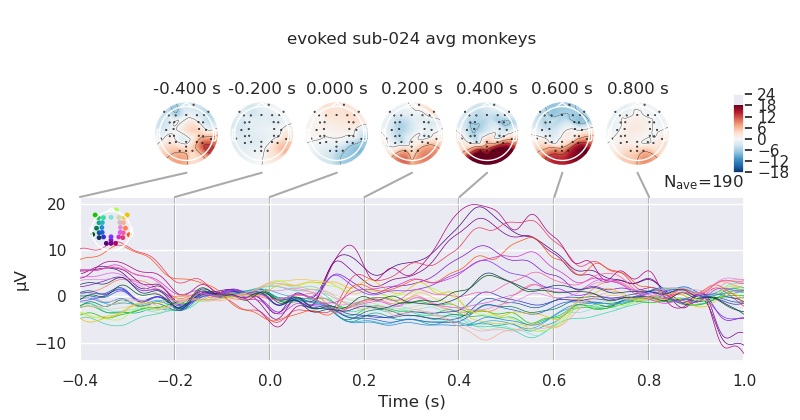 evoked sub-024 avg monkeys
-0.400 s -0.200 s 0.000 s 0.200 s 0.400 s 0.600 s 0.800 s
24
18
12
6
0
−6
−12
−18
Nave=190
20
10
0
−10
µV
−0.4 −0.2 0.0 0.2 0.4 0.6 0.8 1.0
Time (s)